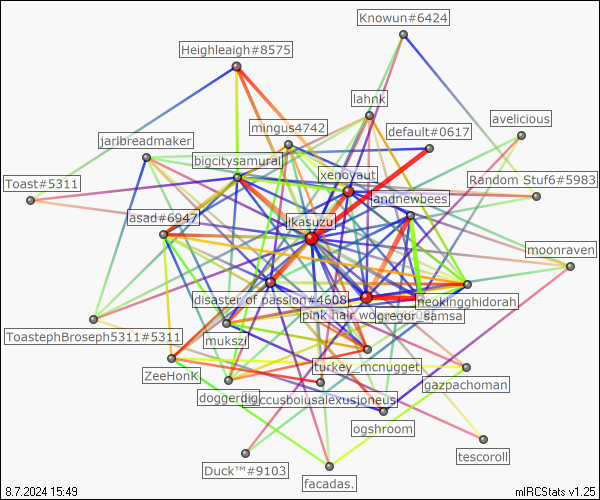 Knowun#6424
Heighleaigh#8575
lahnk
avelicious
mingus4742
default#0617
jarlbreadmaker
bigcitysamurai
xenoyaut
Toast#5311
Random Stuf6#5983
andnewbees
asad#6947
ikasuzu
moonraven
disaster of passion#4608
neokingghidorah
pink hair
gregor_samsa
ToastephBroseph5311#5311
mukszi
turkey_mcnugget
ZeeHonK
gazpachoman
doggerdig
ogshroom
tescoroll
Duck™#9103
facadas.
8.7.2024 15:49
mIRCStats v1.25